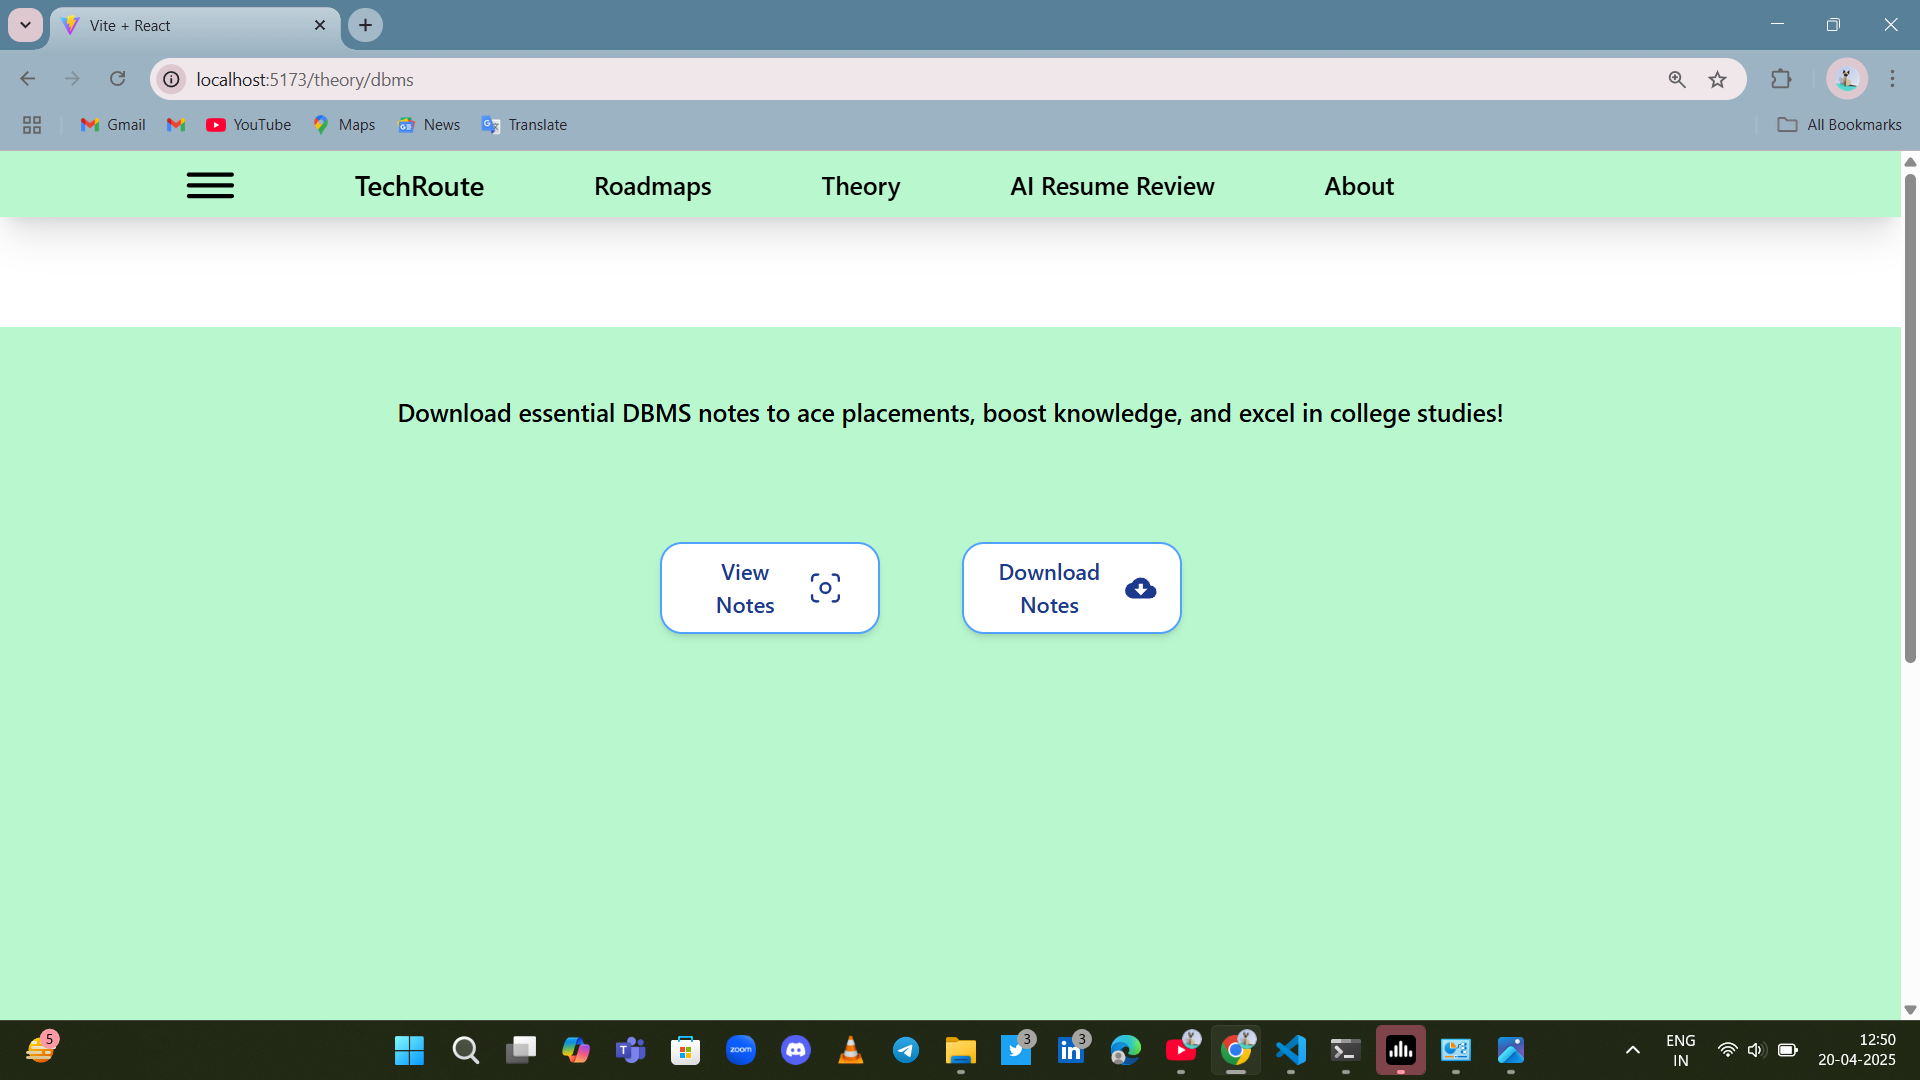 Vite + React
localhost:5173/theory/dbms
Gmail
YouTube
Maps
News
Translate
All Bookmarks
TechRoute
Roadmaps
Theory
AI Resume Review
About
Download essential DBMS notes to ace placements, boost knowledge, and excel in college studies!
View
Notes
Download
Notes
5
zoom
3
3
ENG
IN
12:50
20-04-2025